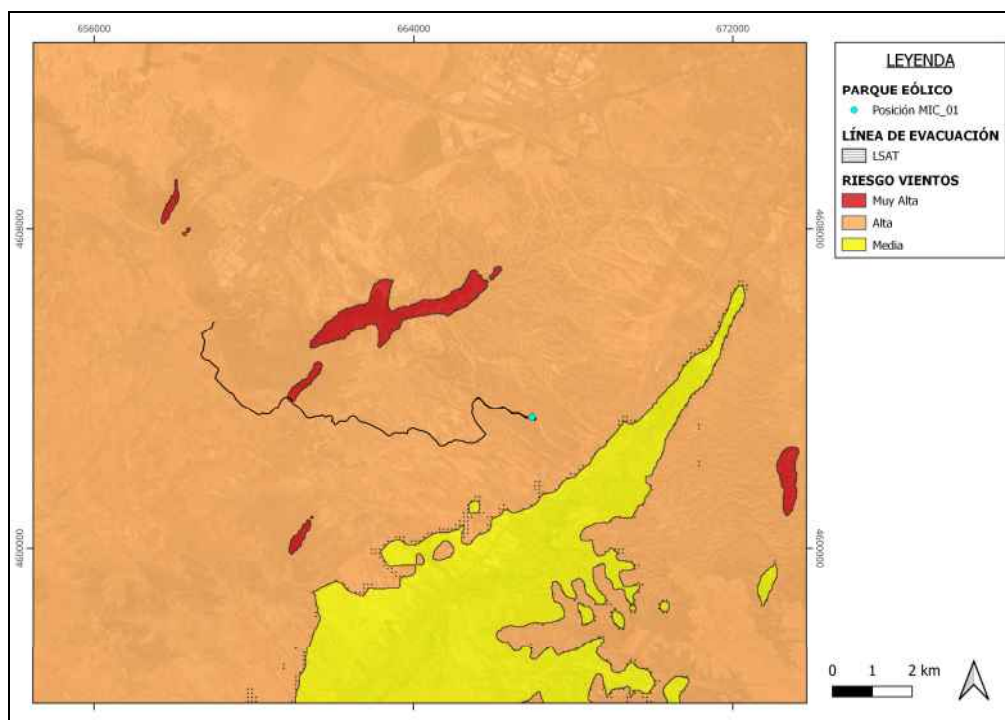 656000 664000 672000
LEYENDA
PARQUE EÓLICO
Posición MIC_01
LÍNEA DE EVACUACIÓN
LSAT
RIESGO VIENTOS
Muy Alta
Alta
Media
4608000 4608000
4600000 4600000
0 1 2 km